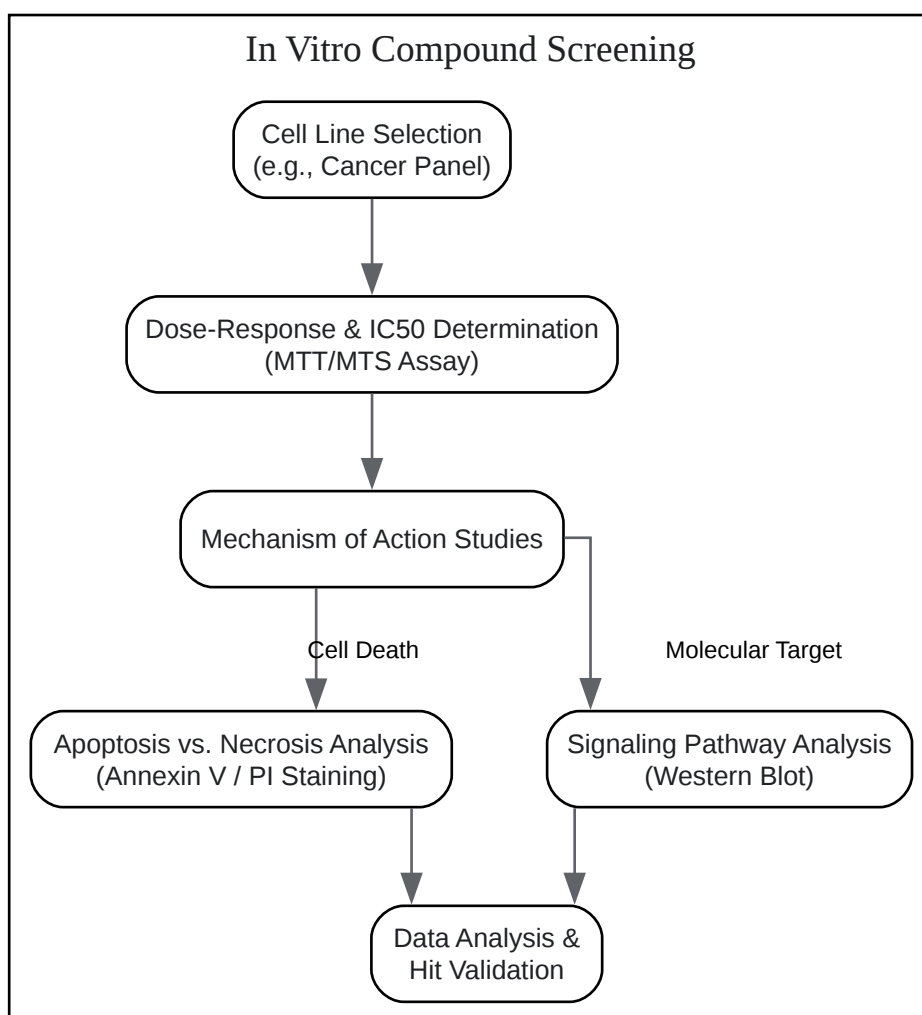 In Vitro Compound Screening
Cell Line Selection
(e.g., Cancer Panel)
Dose-Response & IC50 Determination
(MTT/MTS Assay)
Mechanism of Action Studies
Cell Death
Molecular Target
Apoptosis vs. Necrosis Analysis
(Annexin V / PI Staining)
Signaling Pathway Analysis
(Western Blot)
Data Analysis &
Hit Validation